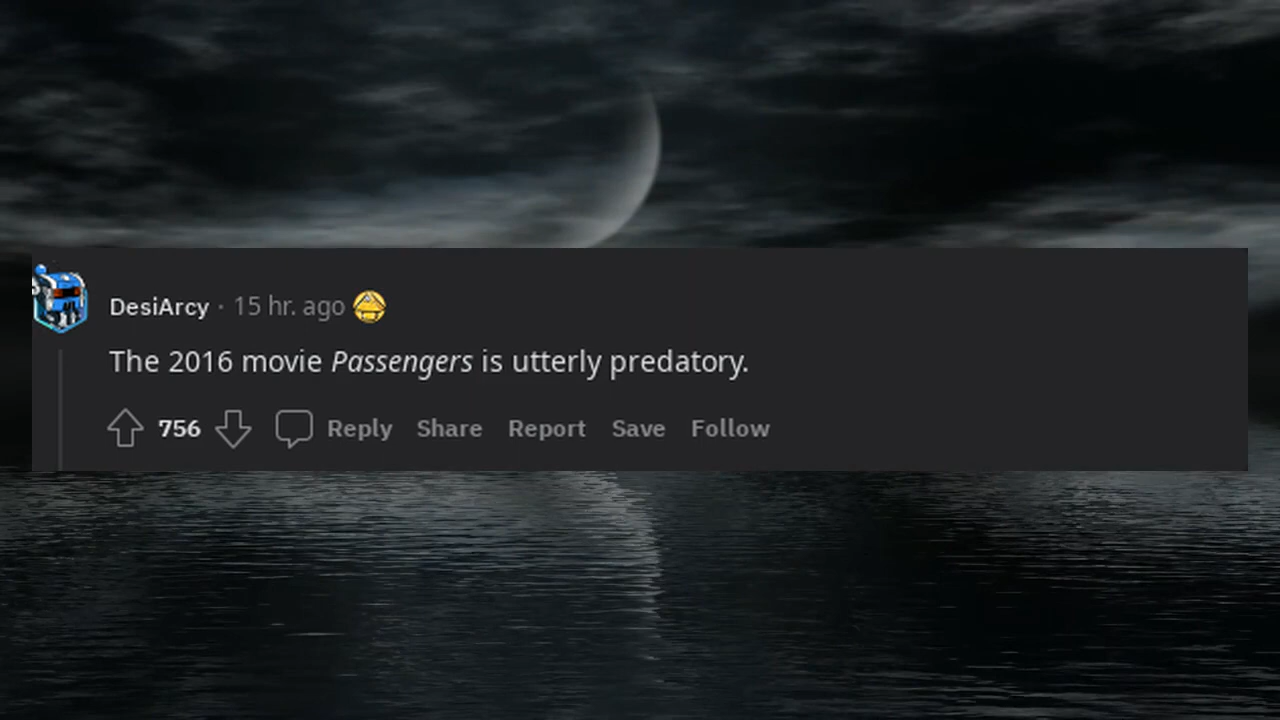 DesiArcy · 15 hr. ago
The 2016 movie Passengers is utterly predatory.
756 Reply Share Report Save Follow